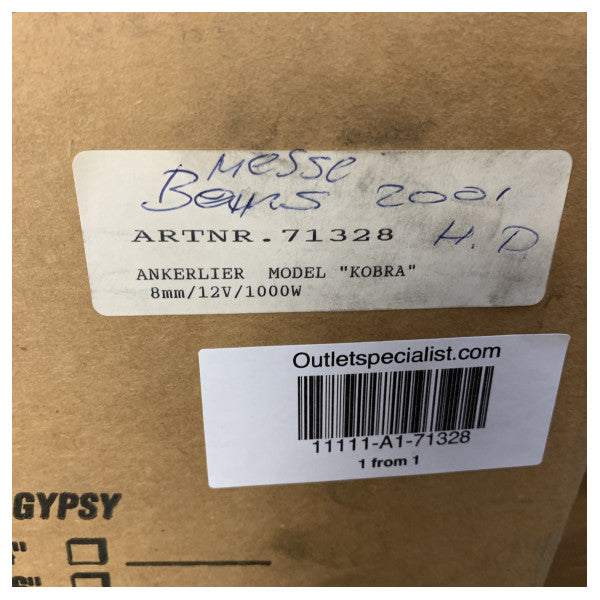 Messe
2001
ARTNR.71328 H.D.
ANKERLIER MODEL "KOBRA"
8mm/12V/1000W
Outletspecialist.com
11111-A1-71328
1 from 1
GYPSY